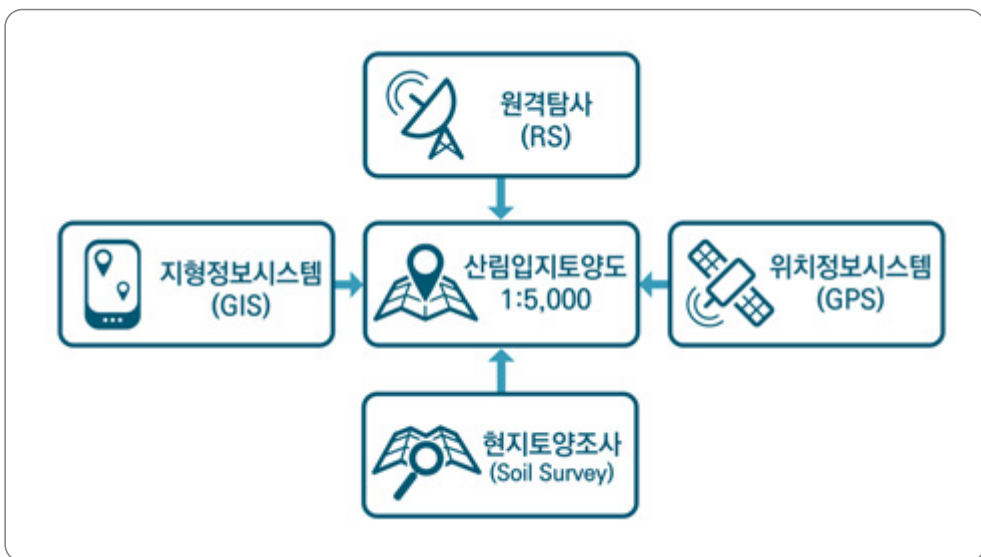 원격탐사
(RS)
지형정보시스템
(GIS)
산림입지토양도
1:5,000
위치정보시스템
(GPS)
현지토양조사
(Soil Survey)